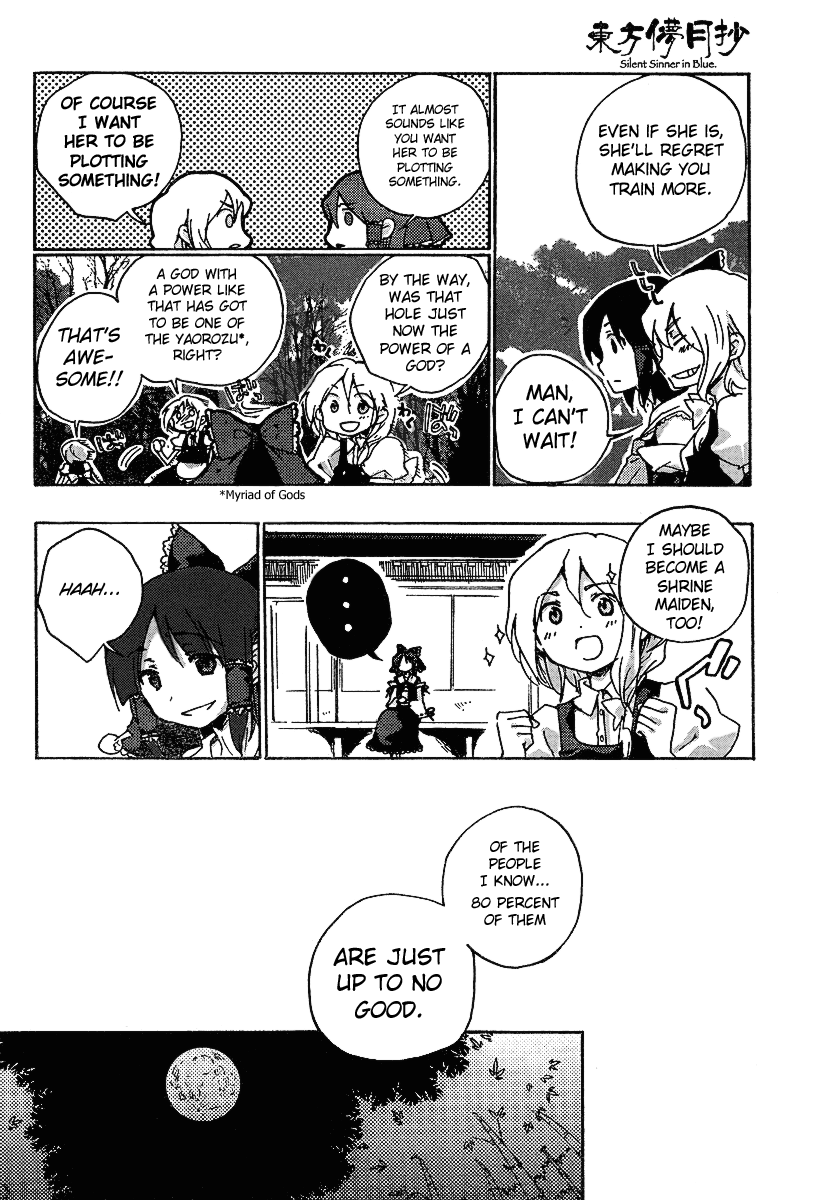 東方儚月抄
Silent Sinner in Blue.
EVEN IF SHE IS,
SHE'LL REGRET
MAKING YOU
TRAIN MORE.
MAN,
I CAN'T
WAIT!
IT ALMOST
SOUNDS LIKE
YOU WANT
HER TO BE
PLOTTING
SOMETHING.
OF COURSE
I WANT
HER TO BE
PLOTTING
SOMETHING!
BY THE WAY,
WAS THAT
HOLE JUST
NOW THE
POWER OF A
GOD?
A GOD WITH
A POWER LIKE
THAT HAS GOT
TO BE ONE OF
THE YAOROZU*,
RIGHT?
THAT'S
AWE-
SOME!!
*Myriad of Gods
MAYBE
I SHOULD
BECOME A
SHRINE
MAIDEN,
TOO!
HAAH...
OF THE
PEOPLE
I KNOW...
80 PERCENT
OF THEM
ARE JUST
UP TO NO
GOOD.